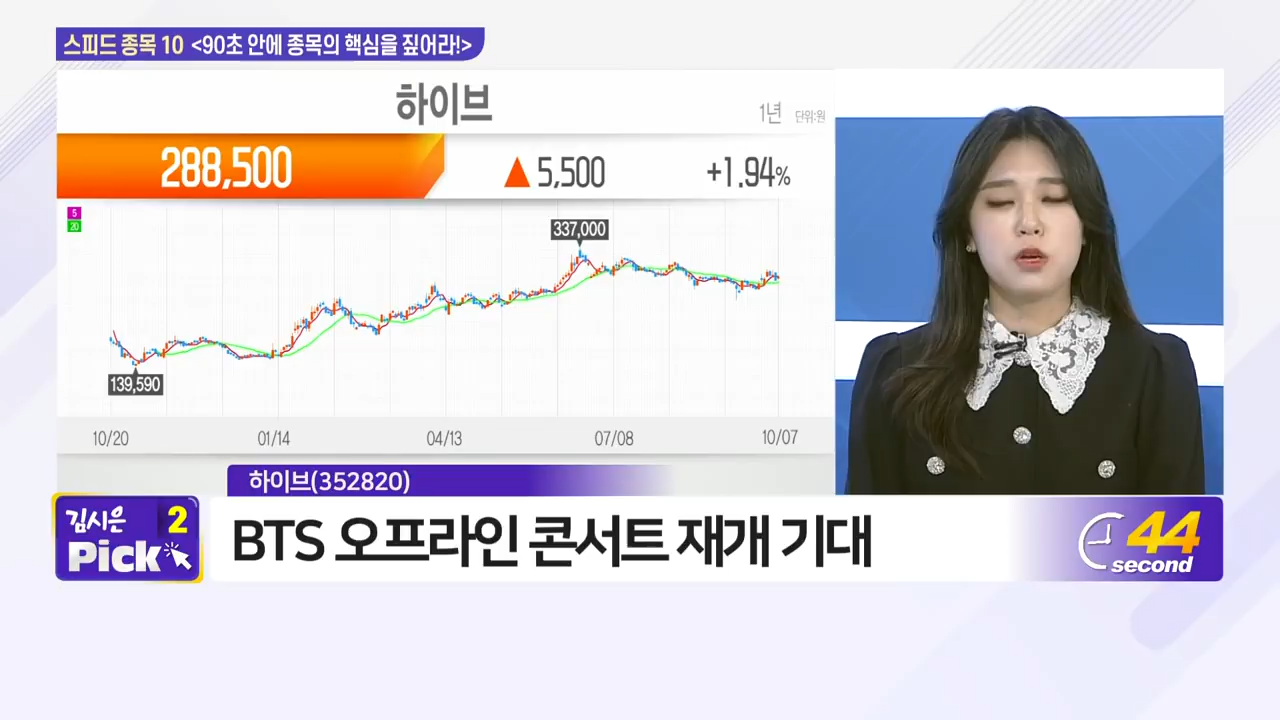 스피드 종목 10 <90초 안에 종목의 핵심을 짚어라!>
하이브
1년 단위:원
288,500 ▲ 5,500 +1.94%
5
20
337,000
139,590
10/20 01/14 04/13 07/08 10/07
하이브(352820)
김시은 2
Pick
BTS 오프라인 콘서트 재개 기대
44
second